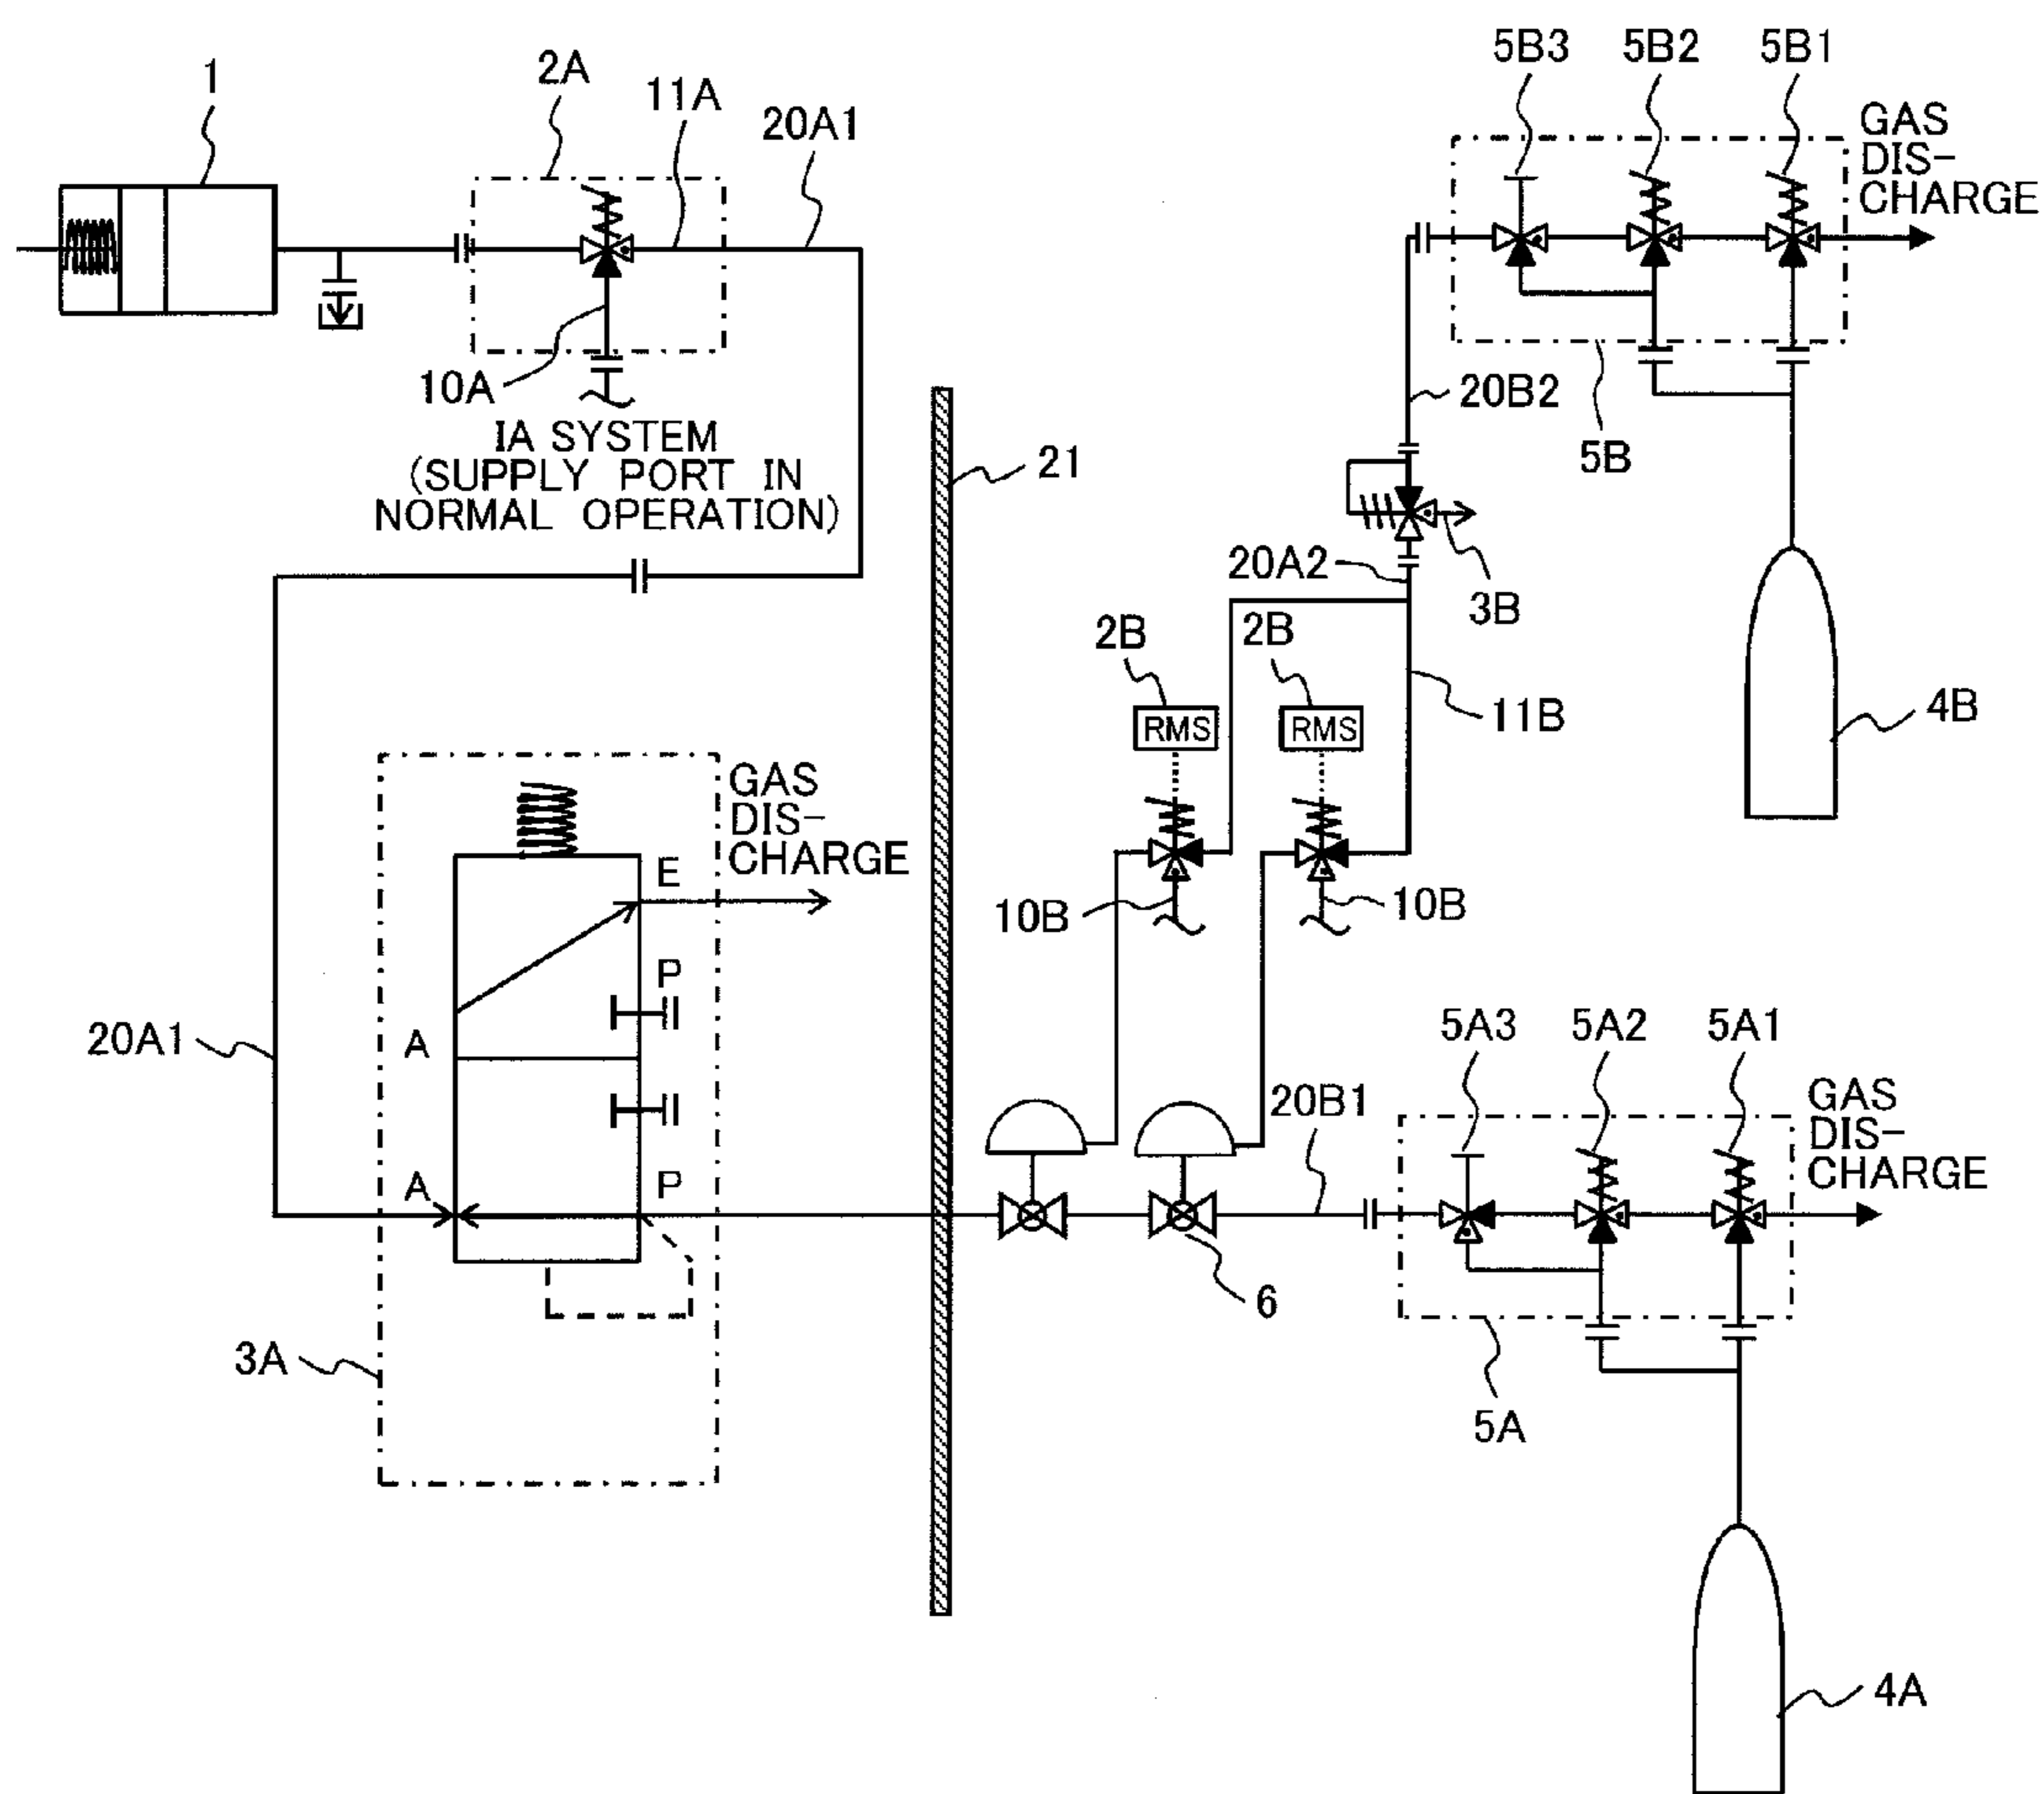 1
2A
11A
20A1
10A
IA SYSTEM
(SUPPLY PORT IN
NORMAL OPERATION)
5B3
5B2
5B1
GAS
DIS-
CHARGE
20B2
5B
21
20A2
3B
2B
2B
RMS
RMS
11B
4B
10B
10B
GAS
DIS-
CHARGE
E
P
A
A
P
20A1
3A
5A3
5A2
5A1
20B1
GAS
DIS-
CHARGE
6
5A
4A